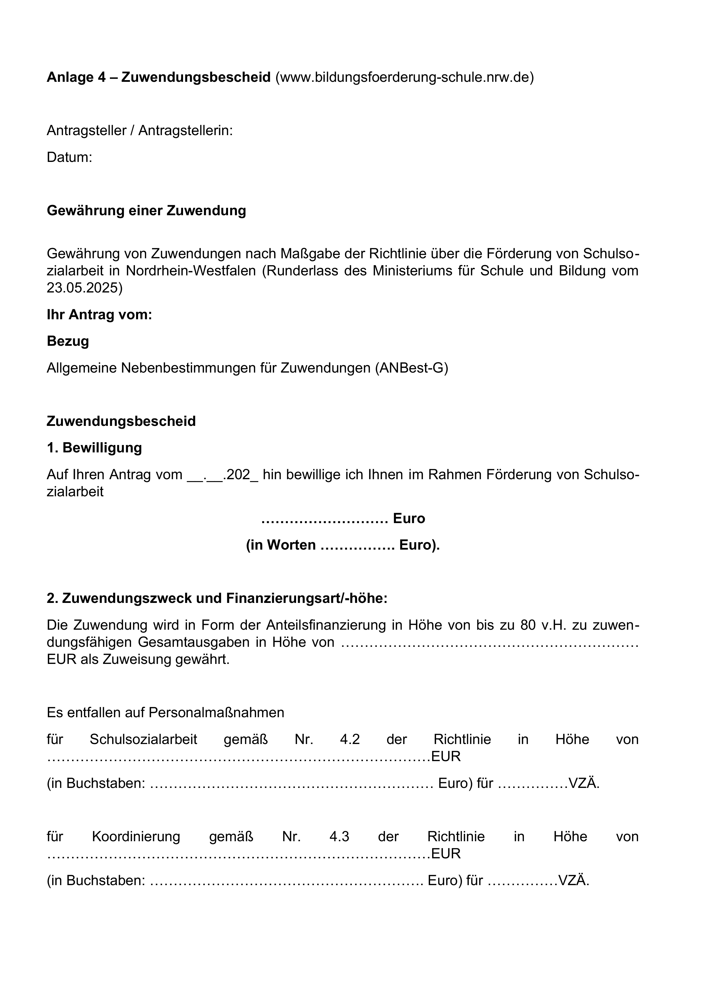 Anlage 4 – Zuwendungsbescheid (www.bildungsfoerderung-schule.nrw.de)
Antragsteller / Antragstellerin:
Datum:
Gewährung einer Zuwendung
Gewährung von Zuwendungen nach Maßgabe der Richtlinie über die Förderung von Schulso-
zialarbeit in Nordrhein-Westfalen (Runderlass des Ministeriums für Schule und Bildung vom
23.05.2025)
Ihr Antrag vom:
Bezug
Allgemeine Nebenbestimmungen für Zuwendungen (ANBest-G)
Zuwendungsbescheid
1. Bewilligung
Auf Ihren Antrag vom __.__.202_ hin bewillige ich Ihnen im Rahmen Förderung von Schulso-
zialarbeit
……………………… Euro
(in Worten ……………. Euro).
2. Zuwendungszweck und Finanzierungsart/-höhe:
Die Zuwendung wird in Form der Anteilsfinanzierung in Höhe von bis zu 80 v.H. zu zuwen-
dungsfähigen Gesamtausgaben in Höhe von ………………………………………………………
EUR als Zuweisung gewährt.
Es entfallen auf Personalmaßnahmen
für Schulsozialarbeit gemäß Nr. 4.2 der Richtlinie in Höhe von
………………………………………………………………………EUR
(in Buchstaben: …………………………………………………… Euro) für ……………VZÄ.
für Koordinierung gemäß Nr. 4.3 der Richtlinie in Höhe von
………………………………………………………………………EUR
(in Buchstaben: …………………………………………………. Euro) für ……………VZÄ.